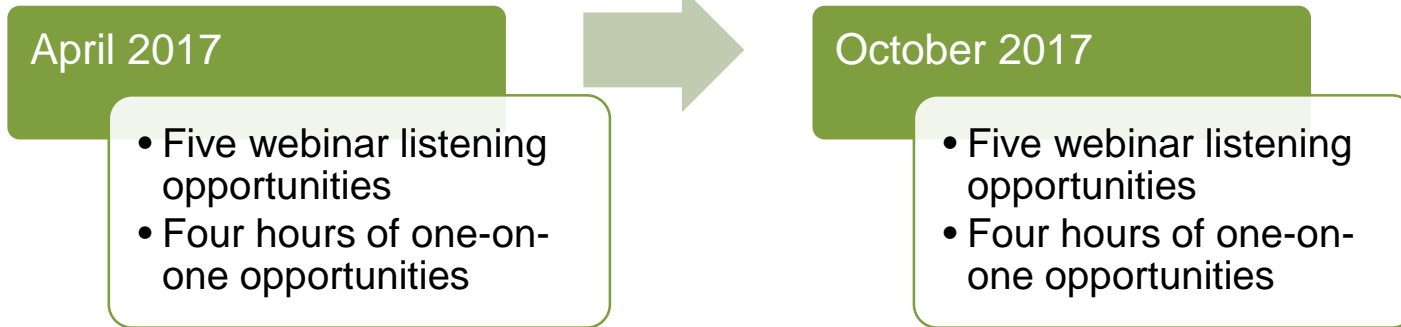 April 2017
• Five webinar listening
opportunities
• Four hours of one-on-
one opportunities
October 2017
• Five webinar listening
opportunities
• Four hours of one-on-
one opportunities